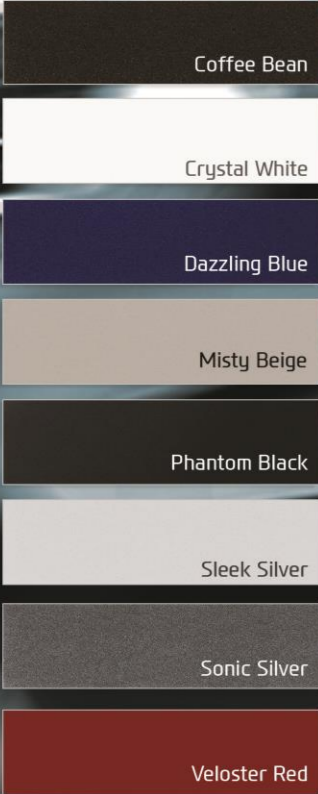 Coffee Bean
Crystal White
Dazzling Blue
Misty Beige
Phantom Black
Sleek Silver
Sonic Silver
Veloster Red